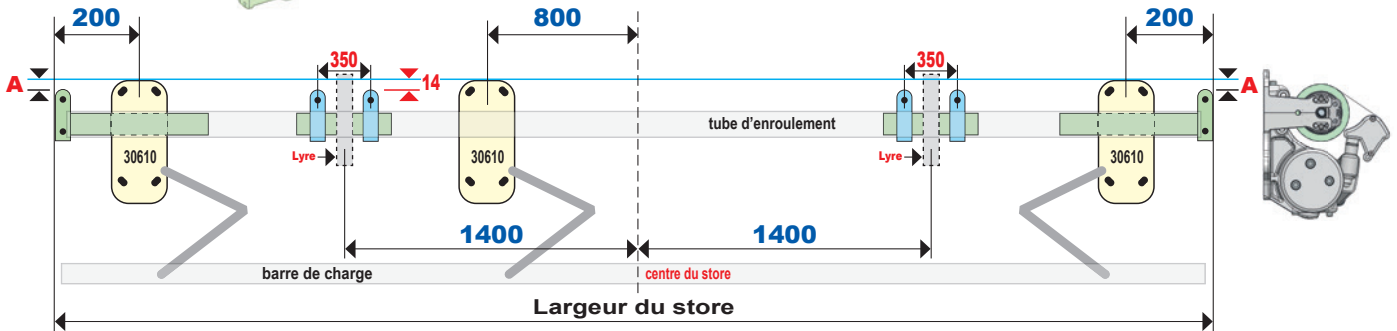 200
800
200
A
350
14
350
A
tube d'enroulement
30610
Lyre
30610
Lyre
30610
1400
1400
barre de charge
centre du store
Largeur du store